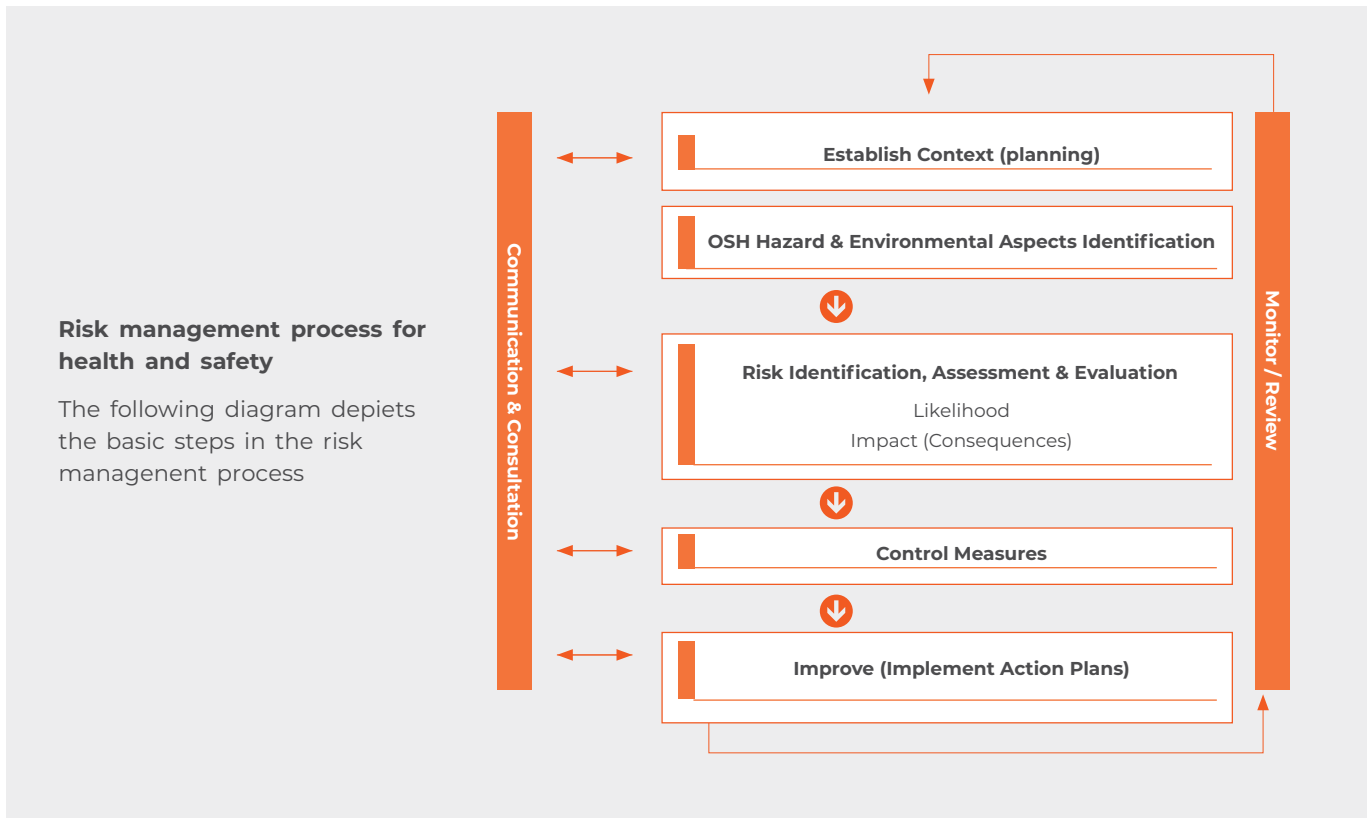 Risk management process for
health and safety
The following diagram depiets
the basic steps in the risk
managenent process
Communication & Consultation
Establish Context (planning)
OSH Hazard & Environmental Aspects Identification
Risk Identification, Assessment & Evaluation
Likelihood
Impact (Consequences)
Control Measures
Improve (Implement Action Plans)
Monitor / Review